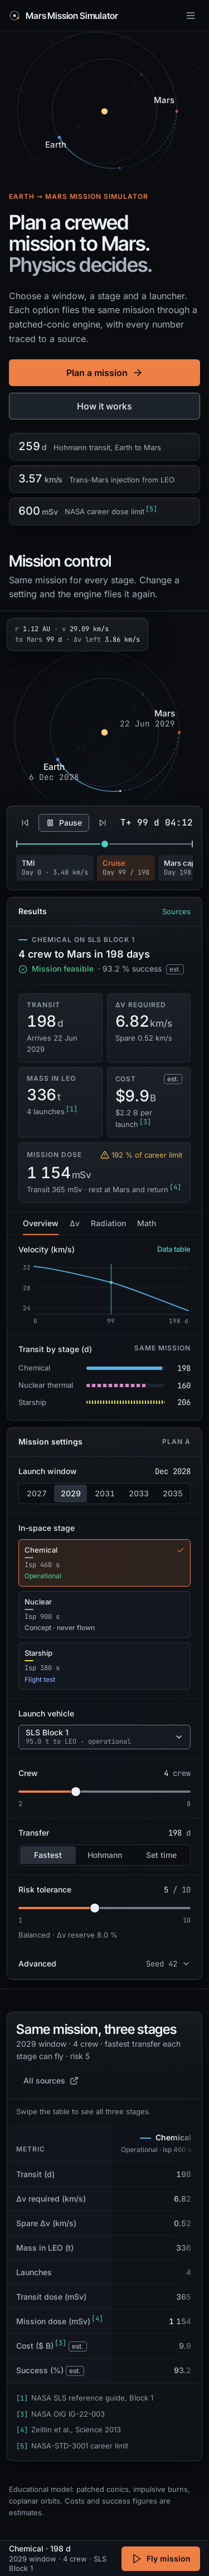 Mars Mission Simulator
Mars
Earth
EARTH → MARS MISSION SIMULATOR
Plan a crewed
mission to Mars.
Physics decides.
Choose a window, a stage and a launcher.
Each option flies the same mission through a
patched-conic engine, with every number
traced to a source.
Plan a mission →
How it works
259 d Hohmann transit, Earth to Mars
3.57 km/s Trans-Mars injection from LEO
600 mSv NASA career dose limit [5]
Mission control
Same mission for every stage. Change a
setting and the engine flies it again.
r 1.12 AU · v 29.09 km/s
to Mars 99 d · Δv left 3.86 km/s
Mars
22 Jun 2029
Earth
6 Dec 2028
Pause
T+ 99 d 04:12
TMI
Day 0 · 3.48 km/s
Cruise
Day 99 / 198
Mars cap
Day 198
Results
Sources
CHEMICAL ON SLS BLOCK 1
4 crew to Mars in 198 days
Mission feasible · 93.2 % success est.
TRANSIT
198 d
Arrives 22 Jun
2029
ΔV REQUIRED
6.82 km/s
Spare 0.52 km/s
MASS IN LEO
336 t
4 launches [1]
COST est.
$9.9 B
$2.2 B per
launch [3]
MISSION DOSE
192 % of career limit
1 154 mSv
Transit 365 mSv · rest at Mars and return [4]
Overview Δv Radiation Math
Velocity (km/s)
Data table
32
28
24
0 99 198 d
Transit by stage (d)
SAME MISSION
Chemical 198
Nuclear thermal 160
Starship 206
Mission settings
PLAN A
Launch window
Dec 2028
2027 2029 2031 2033 2035
In-space stage
Chemical
Isp 460 s
Operational
Nuclear
Isp 900 s
Concept · never flown
Starship
Isp 380 s
Flight test
Launch vehicle
SLS Block 1
95.0 t to LEO · operational
Crew
4 crew
2 8
Transfer
198 d
Fastest Hohmann Set time
Risk tolerance
5 / 10
1 10
Balanced · Δv reserve 8.0 %
Advanced
Seed 42
Same mission, three stages
2029 window · 4 crew · fastest transfer each
stage can fly · risk 5
All sources
Swipe the table to see all three stages.
METRIC
Chemical
Operational · Isp 460 s
Transit (d) 198
Δv required (km/s) 6.82
Spare Δv (km/s) 0.52
Mass in LEO (t) 336
Launches 4
Transit dose (mSv) 365
Mission dose (mSv) [4] 1 154
Cost ($ B) [3] est. 9.9
Success (%) est. 93.2
[1] NASA SLS reference guide, Block 1
[3] NASA OIG IG-22-003
[4] Zeitlin et al., Science 2013
[5] NASA-STD-3001 career limit
Educational model: patched conics, impulsive burns,
coplanar orbits. Costs and success figures are
estimates.
Chemical · 198 d
2029 window · 4 crew · SLS
Block 1
Fly mission